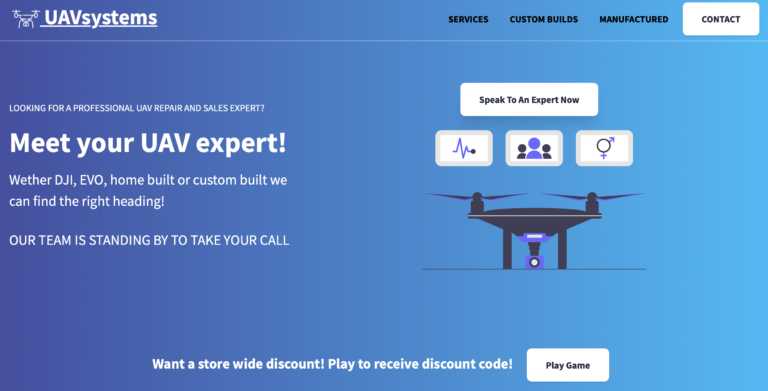 UAVsystems
SERVICES
CUSTOM BUILDS
MANUFACTURED
CONTACT
LOOKING FOR A PROFESSIONAL UAV REPAIR AND SALES EXPERT?
Meet your UAV expert!
Wether DJI, EVO, home built or custom built we
can find the right heading!
OUR TEAM IS STANDING BY TO TAKE YOUR CALL
Speak To An Expert Now
Want a store wide discount! Play to receive discount code!
Play Game